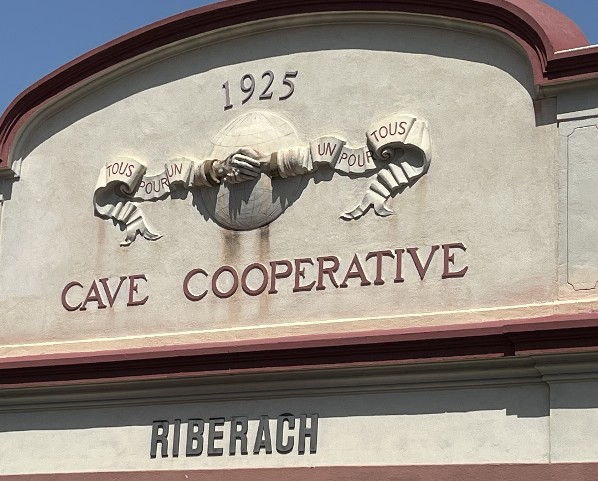 1925
TOUS POUR UN UN POUR TOUS
CAVE COOPERATIVE
RIBERACH